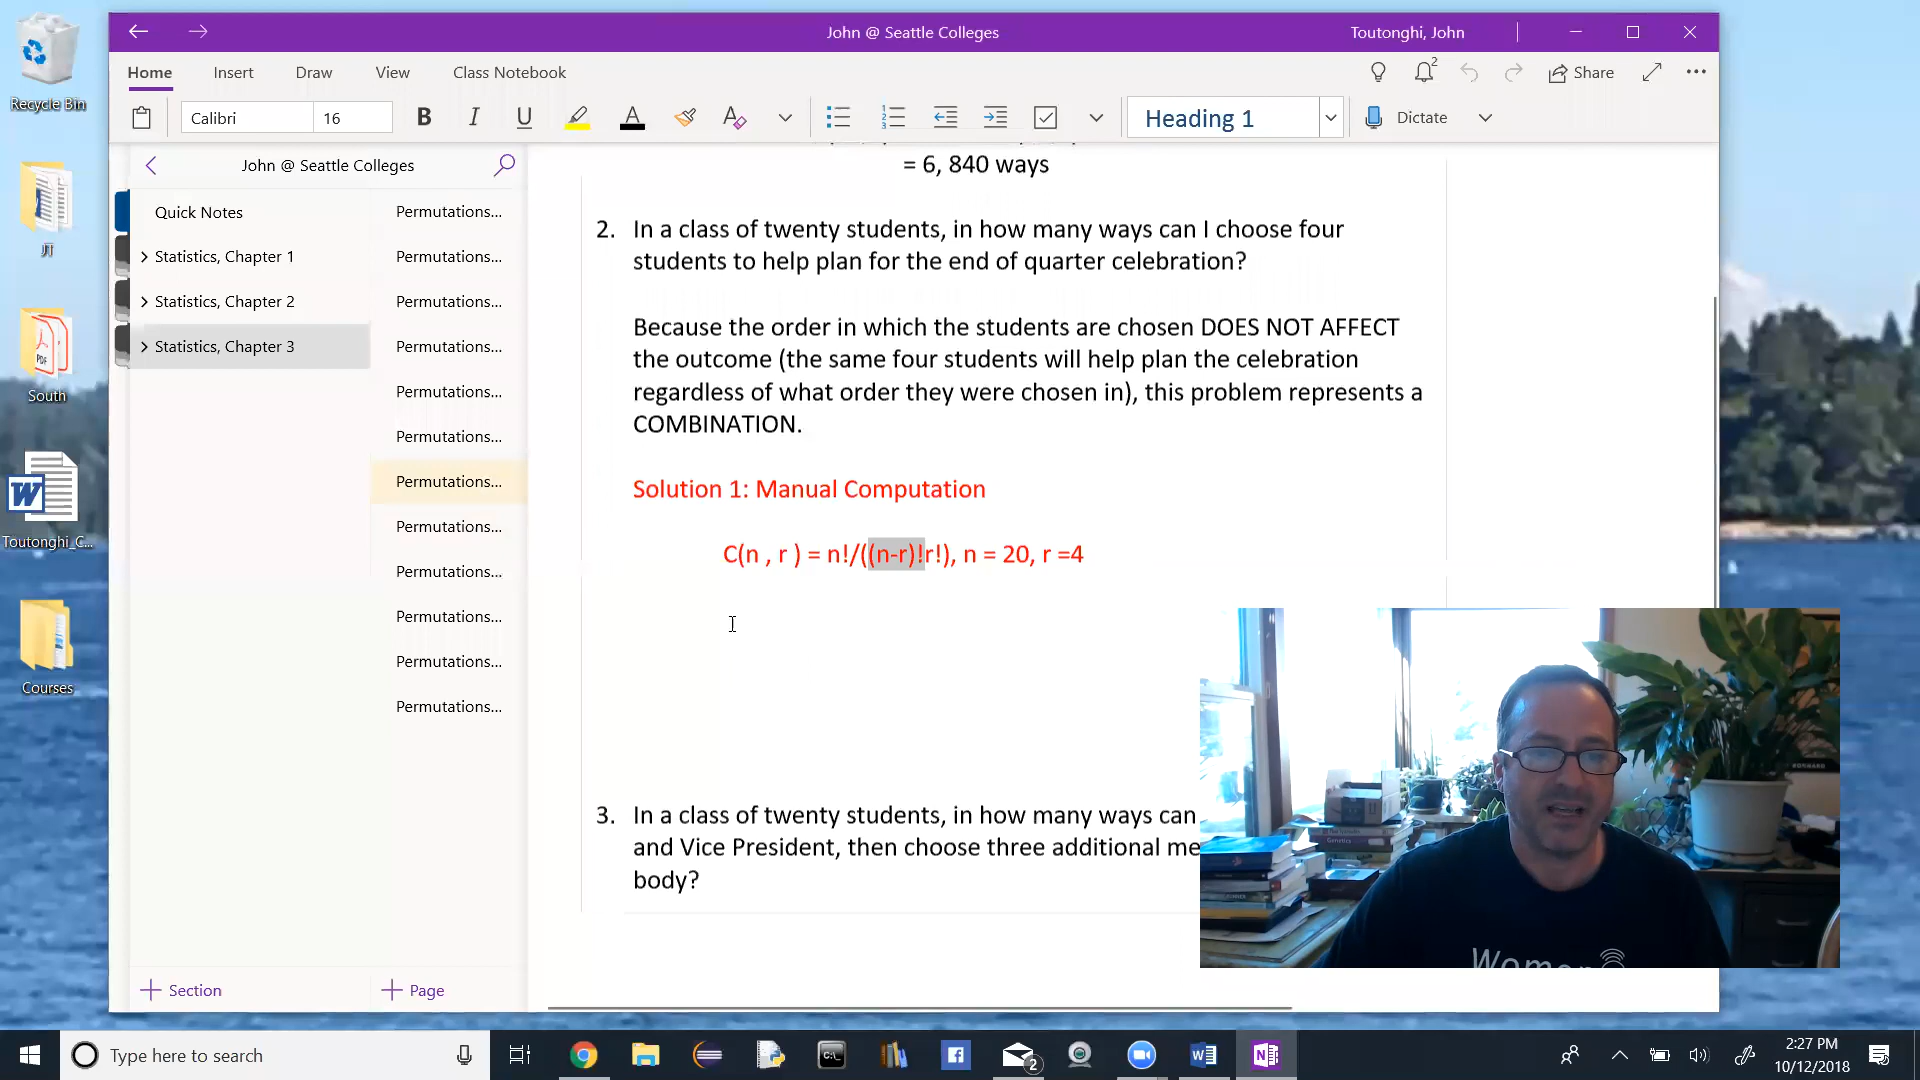 Recycle Bin
JT
South
Toutonghi_C...
Courses
John @ Seattle Colleges
Toutonghi, John
Home
Insert
Draw
View
Class Notebook
2
Share
Calibri
16
B
I
U
A
A
Heading 1
Dictate
John @ Seattle Colleges
Quick Notes
Statistics, Chapter 1
Statistics, Chapter 2
Statistics, Chapter 3
Permutations...
Permutations...
Permutations...
Permutations...
Permutations...
Permutations...
Permutations...
Permutations...
Permutations...
Permutations...
Permutations...
Permutations...
Section
Page
= 6, 840 ways
2. In a class of twenty students, in how many ways can I choose four
students to help plan for the end of quarter celebration?
Because the order in which the students are chosen DOES NOT AFFECT
the outcome (the same four students will help plan the celebration
regardless of what order they were chosen in), this problem represents a
COMBINATION.
Solution 1: Manual Computation
C(n , r ) = n!/((n-r)!r!), n = 20, r =4
3. In a class of twenty students, in how many ways can
and Vice President, then choose three additional me
body?
Genetics
Type here to search
2
2:27 PM
10/12/2018